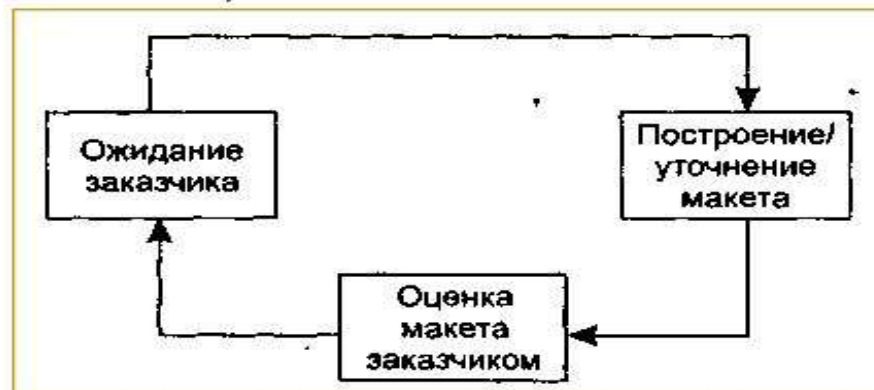 Ожидание
заказчика
Построение/
уточнение
макета
Оценка
макета
заказчиком